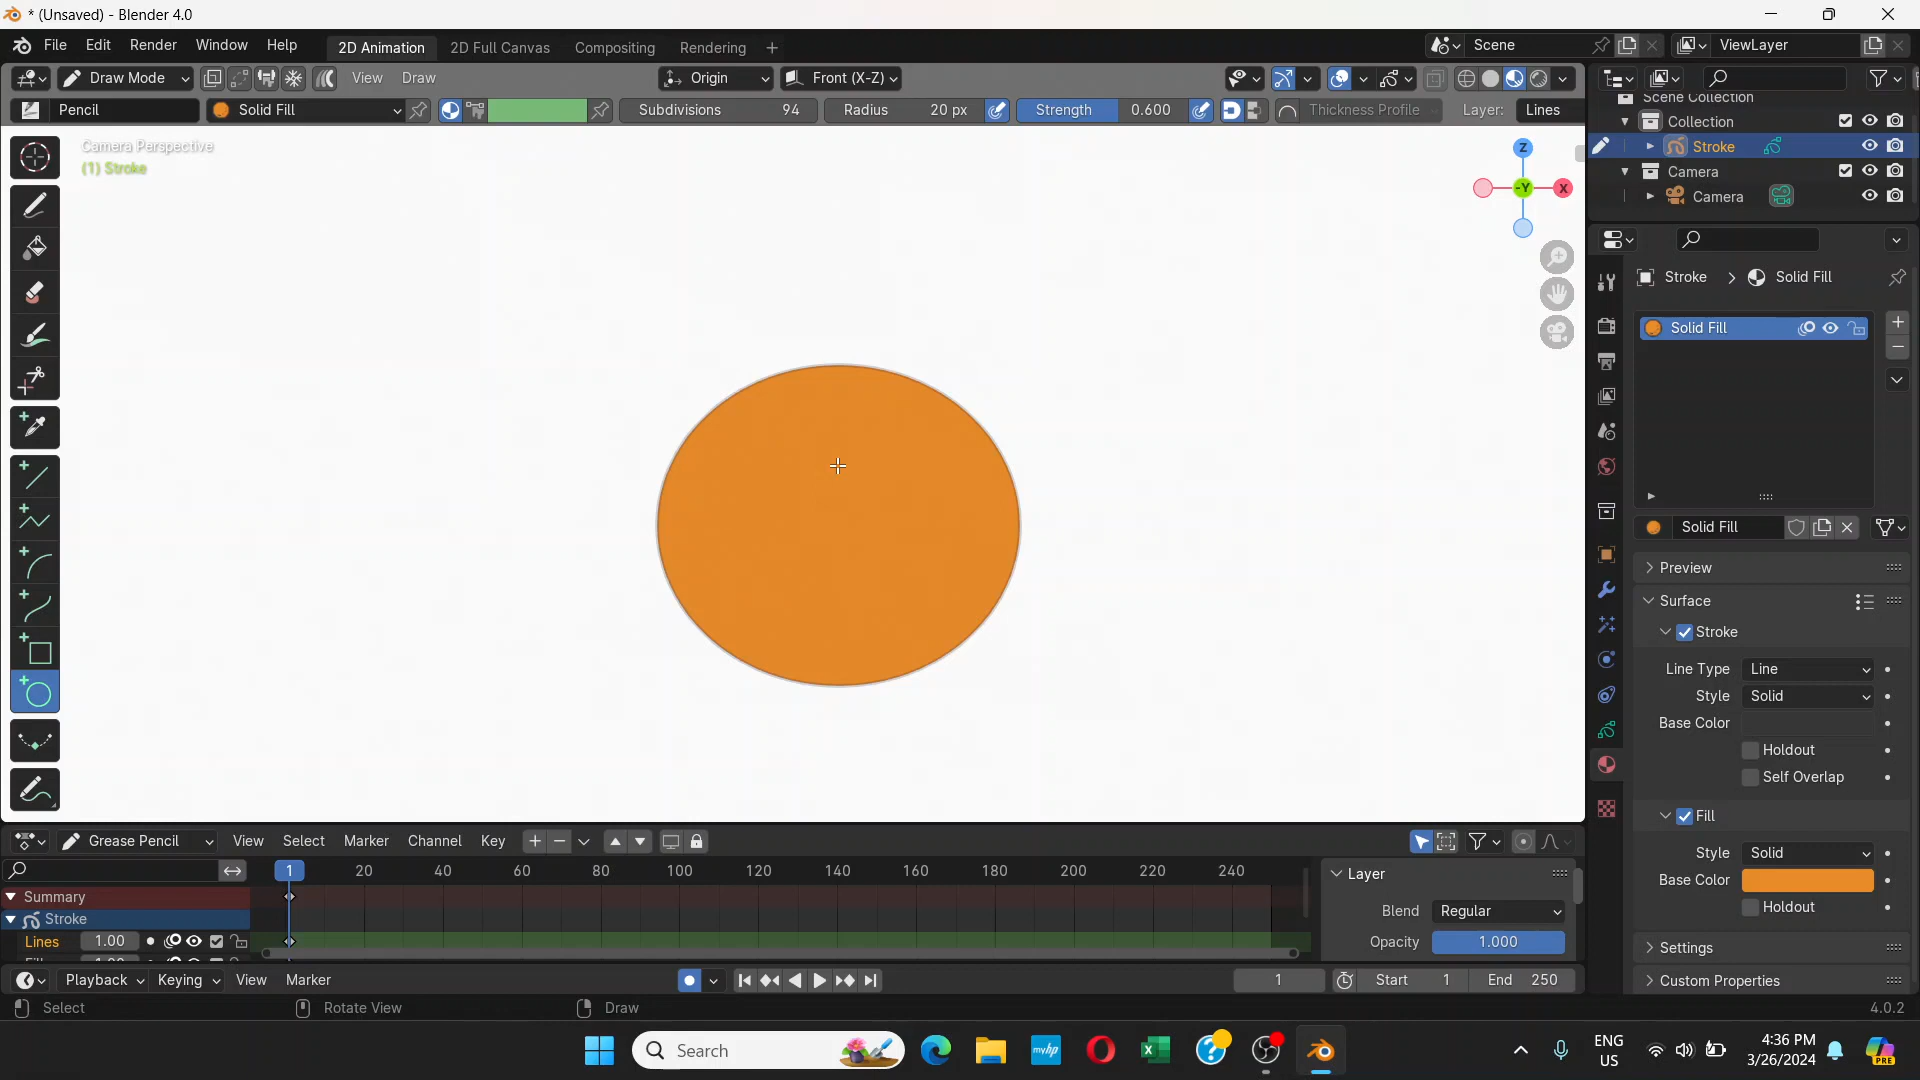 * (Unsaved) - Blender 4.0
File Edit Render Window Help 2D Animation 2D Full Canvas Compositing Rendering + Scene ViewLayer
Draw Mode View Draw Origin Front (X-Z)
Pencil Solid Fill Subdivisions 94 Radius 20 px Strength 0.600 Thickness Profile Layer: Lines
Scene Collection
Collection
Stroke
Camera
Camera
Camera Perspective
(1) Stroke
Z
-Y
X
Stroke > Solid Fill
Solid Fill
Solid Fill
Preview
Surface
Stroke
Line Type Line
Style Solid
Base Color
Holdout
Self Overlap
Fill
Style Solid
Base Color
Holdout
Settings
Custom Properties
Grease Pencil View Select Marker Channel Key
1 20 40 60 80 100 120 140 160 180 200 220 240
Summary
Stroke
Lines 1.00
Layer
Blend Regular
Opacity 1.000
Playback Keying View Marker 1 Start 1 End 250
Select Rotate View Draw 4.0.2
Search
myhp
ENG
US
4:36 PM
3/26/2024
PRE